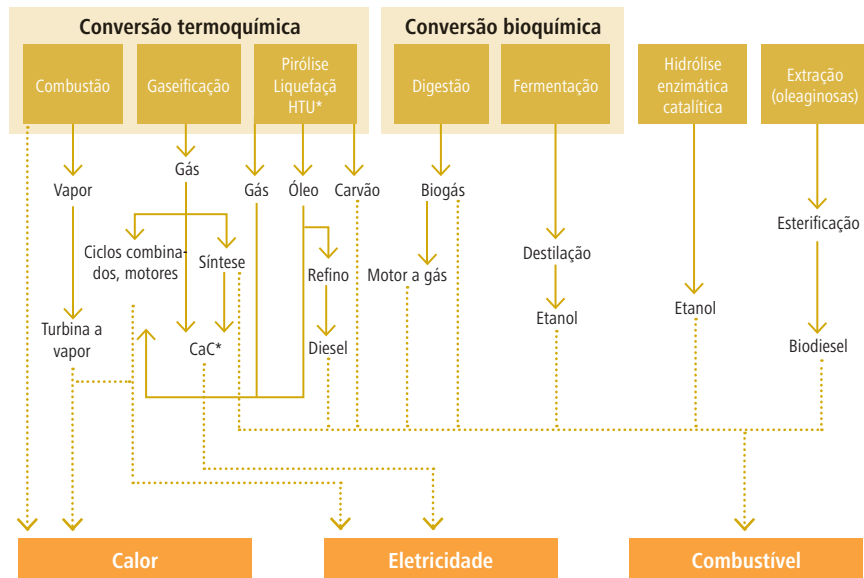 Conversão termoquímica
Conversão bioquímica
Combustão
Gaseificação
Pirólise
Liquefaçã
HTU*
Digestão
Fermentação
Hidrólise
enzimática
catalítica
Extração
(oleaginosas)
Vapor
Gás
Gás
Óleo
Carvão
Biogás
Esterificação
Ciclos combina-
dos, motores
Síntese
Refino
Motor a gás
Destilação
Turbina a
vapor
CaC*
Diesel
Etanol
Etanol
Biodiesel
Calor
Eletricidade
Combustível